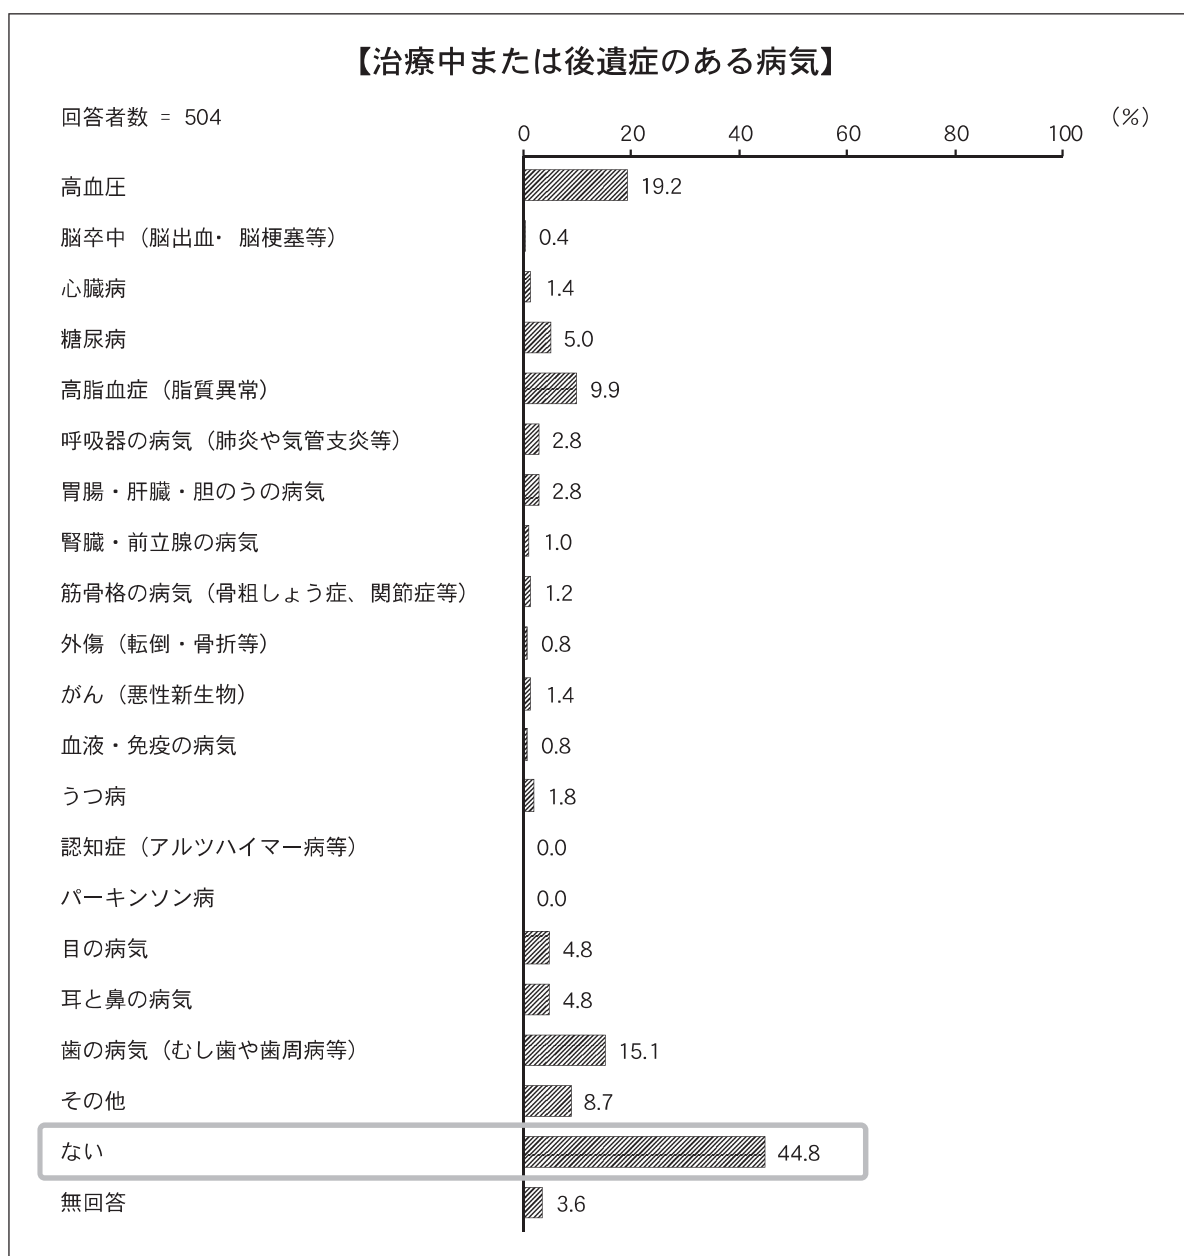 【治療中または後遺症のある病気】
回答者数 = 504
0 20 40 60 80 100 (%)
高血圧 19.2
脳卒中（脳出血・ 脳梗塞等） 0.4
心臓病 1.4
糖尿病 5.0
高脂血症（脂質異常） 9.9
呼吸器の病気（肺炎や気管支炎等） 2.8
胃腸・肝臓・胆のうの病気 2.8
腎臓・前立腺の病気 1.0
筋骨格の病気（骨粗しょう症、関節症等） 1.2
外傷（転倒・骨折等） 0.8
がん（悪性新生物） 1.4
血液・免疫の病気 0.8
うつ病 1.8
認知症（アルツハイマー病等） 0.0
パーキンソン病 0.0
目の病気 4.8
耳と鼻の病気 4.8
歯の病気（むし歯や歯周病等） 15.1
その他 8.7
ない 44.8
無回答 3.6